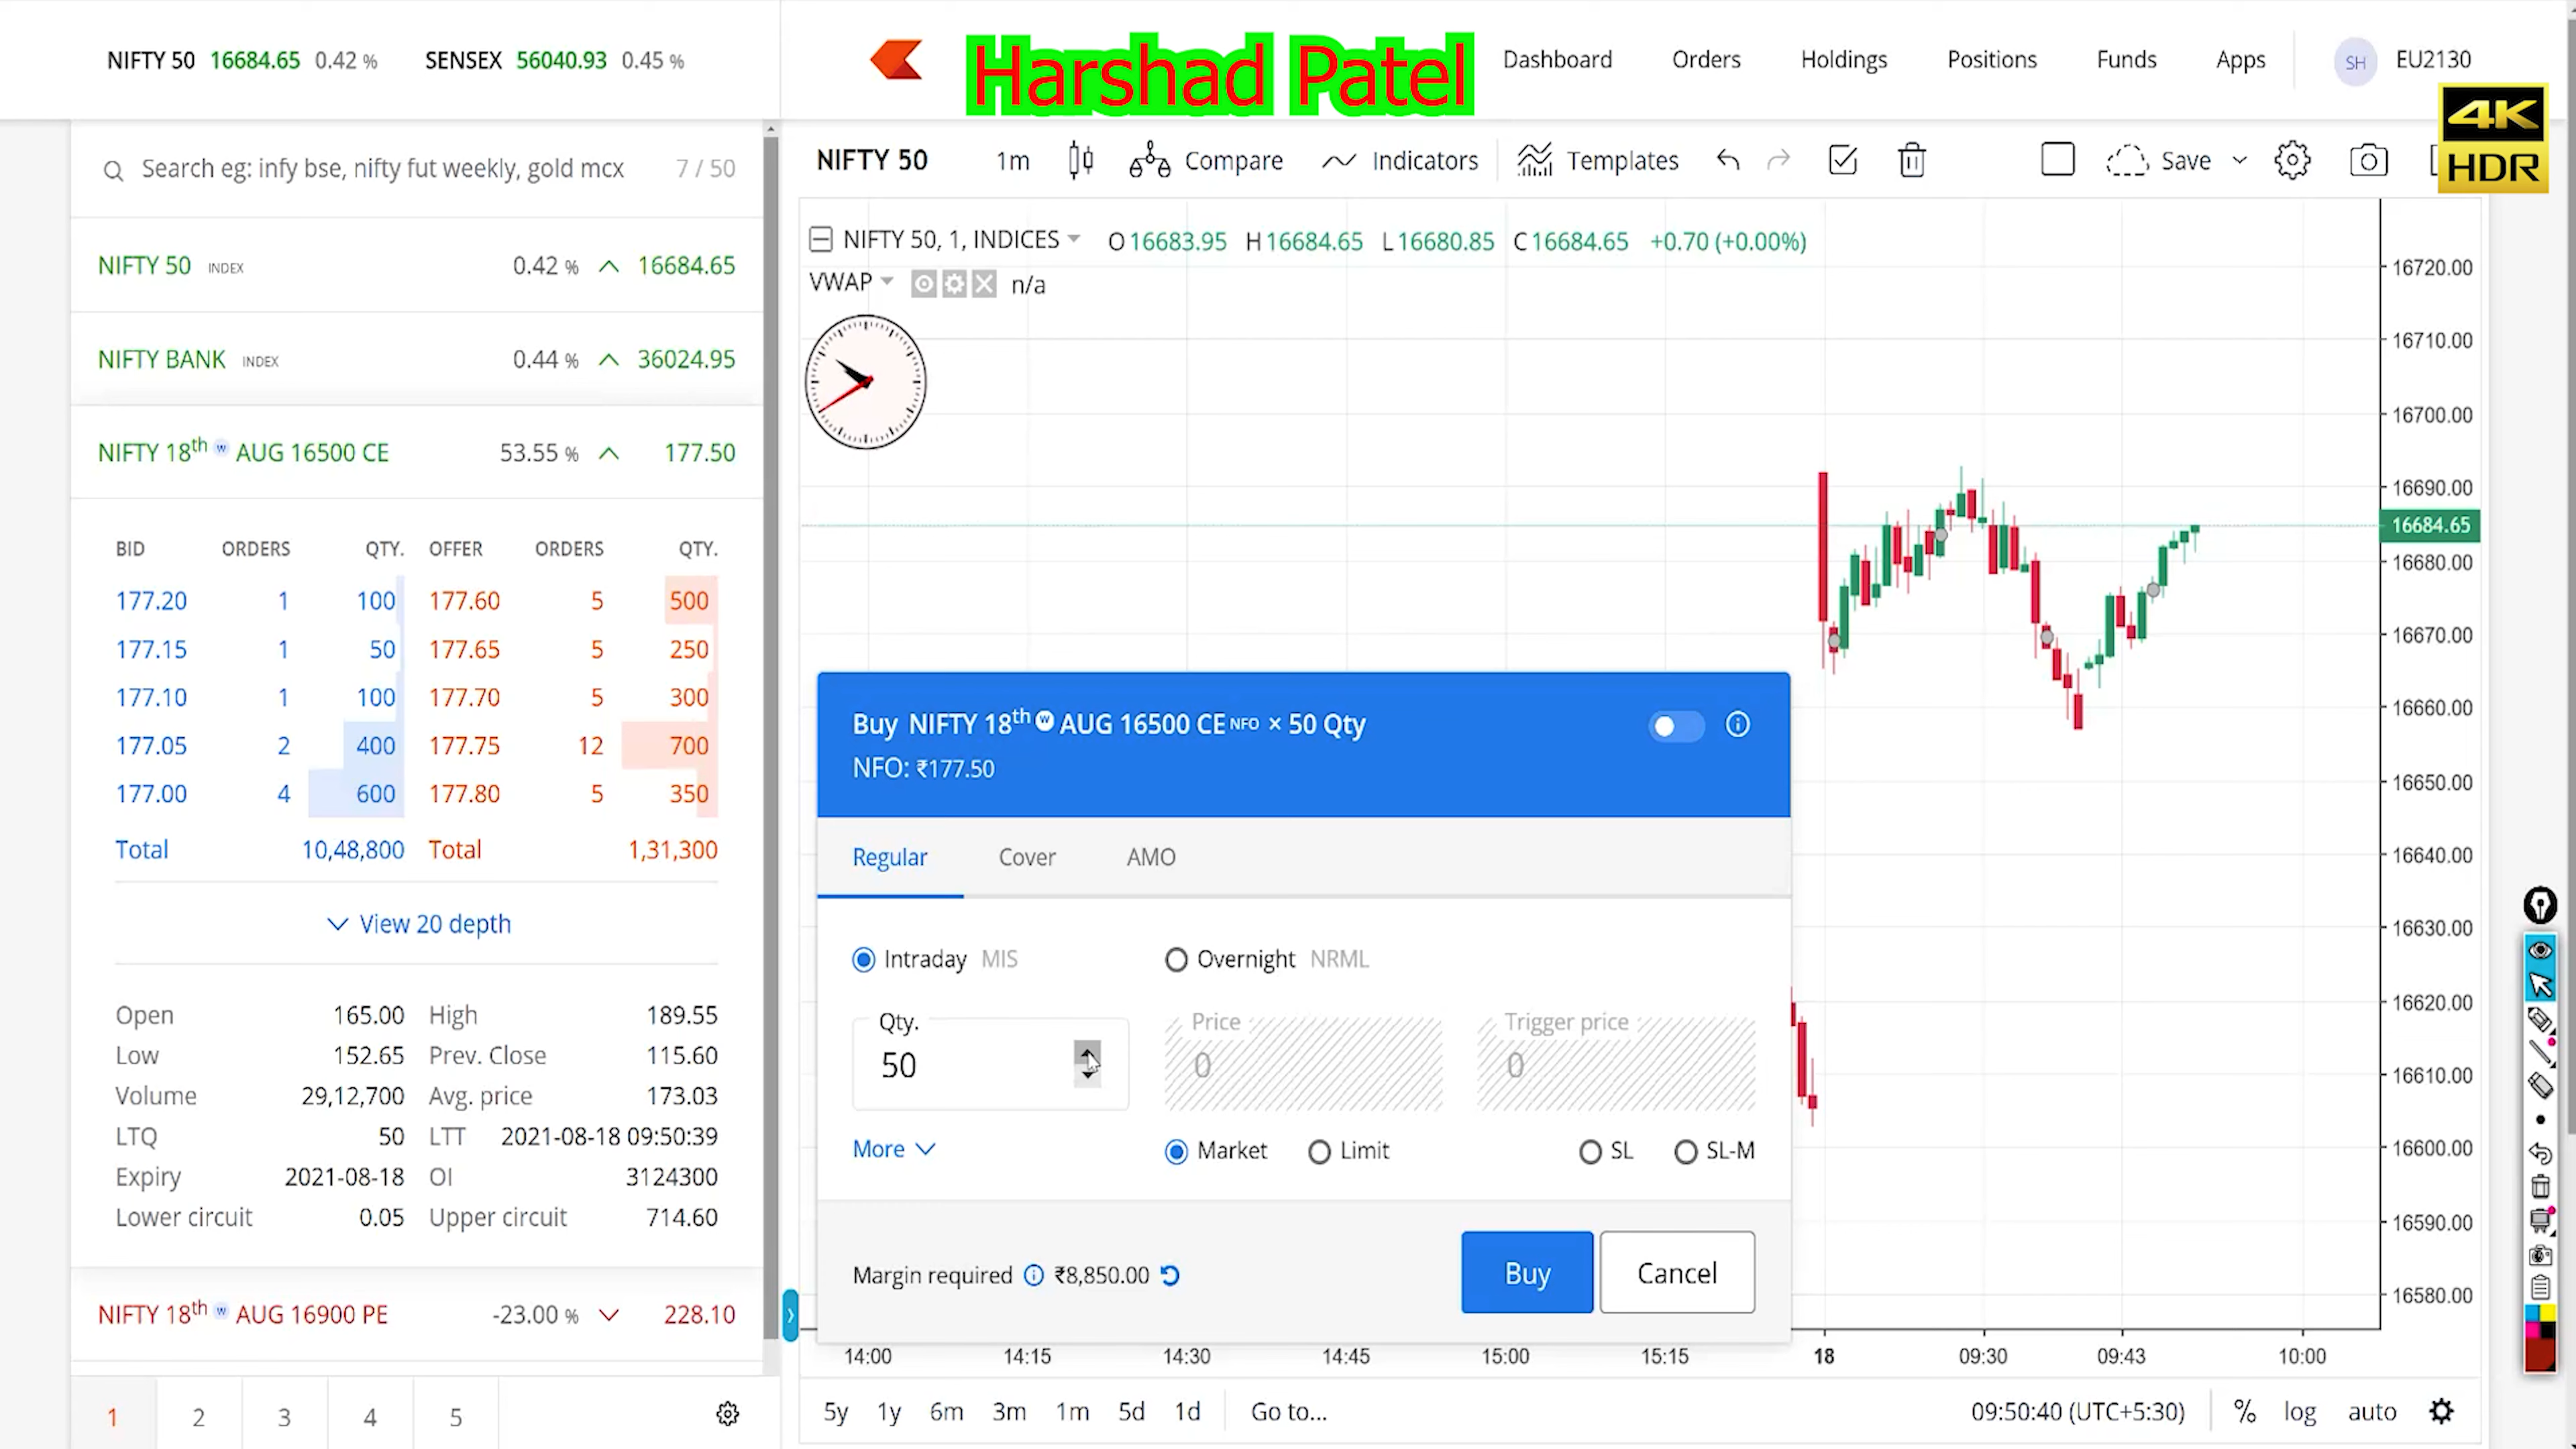 NIFTY 50 16684.65 0.42 % SENSEX 56040.93 0.45 %
Harshad Patel
Dashboard Orders Holdings Positions Funds Apps SH EU2130
4K
HDR
Search eg: infy bse, nifty fut weekly, gold mcx 7 / 50
NIFTY 50 1m Compare Indicators Templates Save
NIFTY 50 INDEX 0.42 % 16684.65
NIFTY BANK INDEX 0.44 % 36024.95
NIFTY 18th w AUG 16500 CE 53.55 % 177.50
BID ORDERS QTY. OFFER ORDERS QTY.
177.20 1 100 177.60 5 500
177.15 1 50 177.65 5 250
177.10 1 100 177.70 5 300
177.05 2 400 177.75 12 700
177.00 4 600 177.80 5 350
Total 10,48,800 Total 1,31,300
View 20 depth
Open 165.00 High 189.55
Low 152.65 Prev. Close 115.60
Volume 29,12,700 Avg. price 173.03
LTQ 50 LTT 2021-08-18 09:50:39
Expiry 2021-08-18 OI 3124300
Lower circuit 0.05 Upper circuit 714.60
NIFTY 18th w AUG 16900 PE -23.00 % 228.10
1 2 3 4 5
NIFTY 50, 1, INDICES O 16683.95 H 16684.65 L 16680.85 C 16684.65 +0.70 (+0.00%)
VWAP n/a
16720.00
16710.00
16700.00
16690.00
16684.65
16680.00
16670.00
16660.00
16650.00
16640.00
16630.00
16620.00
16610.00
16600.00
16590.00
16580.00
Buy NIFTY 18th w AUG 16500 CE NFO × 50 Qty
NFO: ₹177.50
Regular Cover AMO
Intraday MIS Overnight NRML
Qty. Price Trigger price
50 0 0
More Market Limit SL SL-M
Margin required ₹8,850.00 Buy Cancel
14:00 14:15 14:30 14:45 15:00 15:15 18 09:30 09:43 10:00
5y 1y 6m 3m 1m 5d 1d Go to... 09:50:40 (UTC+5:30) % log auto